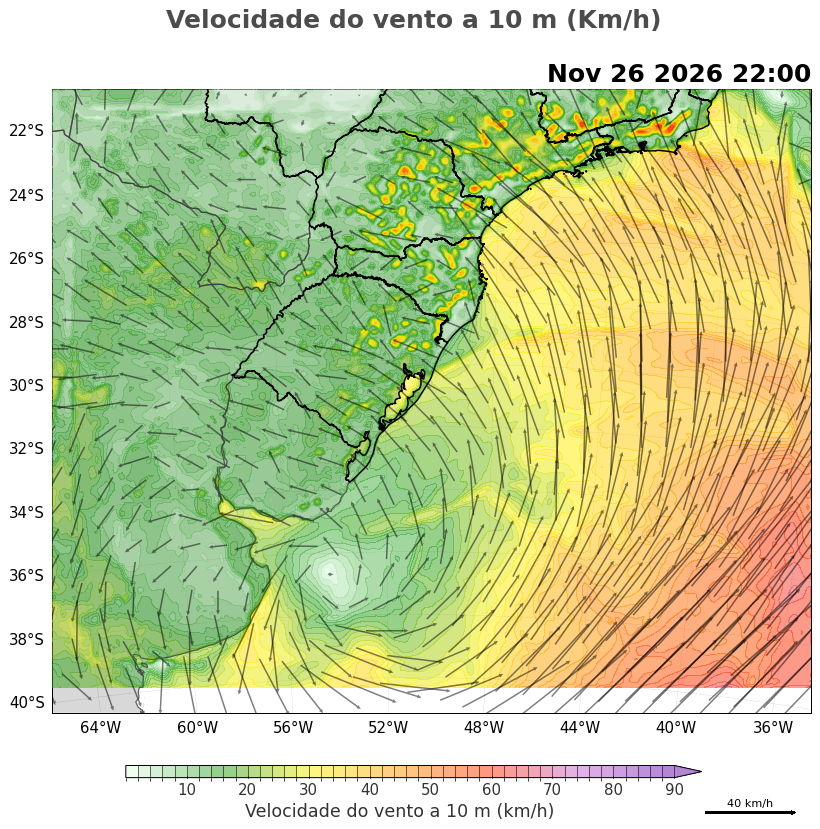 Velocidade do vento a 10 m (Km/h)
Nov 26 2026 22:00
22°S
24°S
26°S
28°S
30°S
32°S
34°S
36°S
38°S
40°S
64°W 60°W 56°W 52°W 48°W 44°W 40°W 36°W
10 20 30 40 50 60 70 80 90
Velocidade do vento a 10 m (km/h)
40 km/h